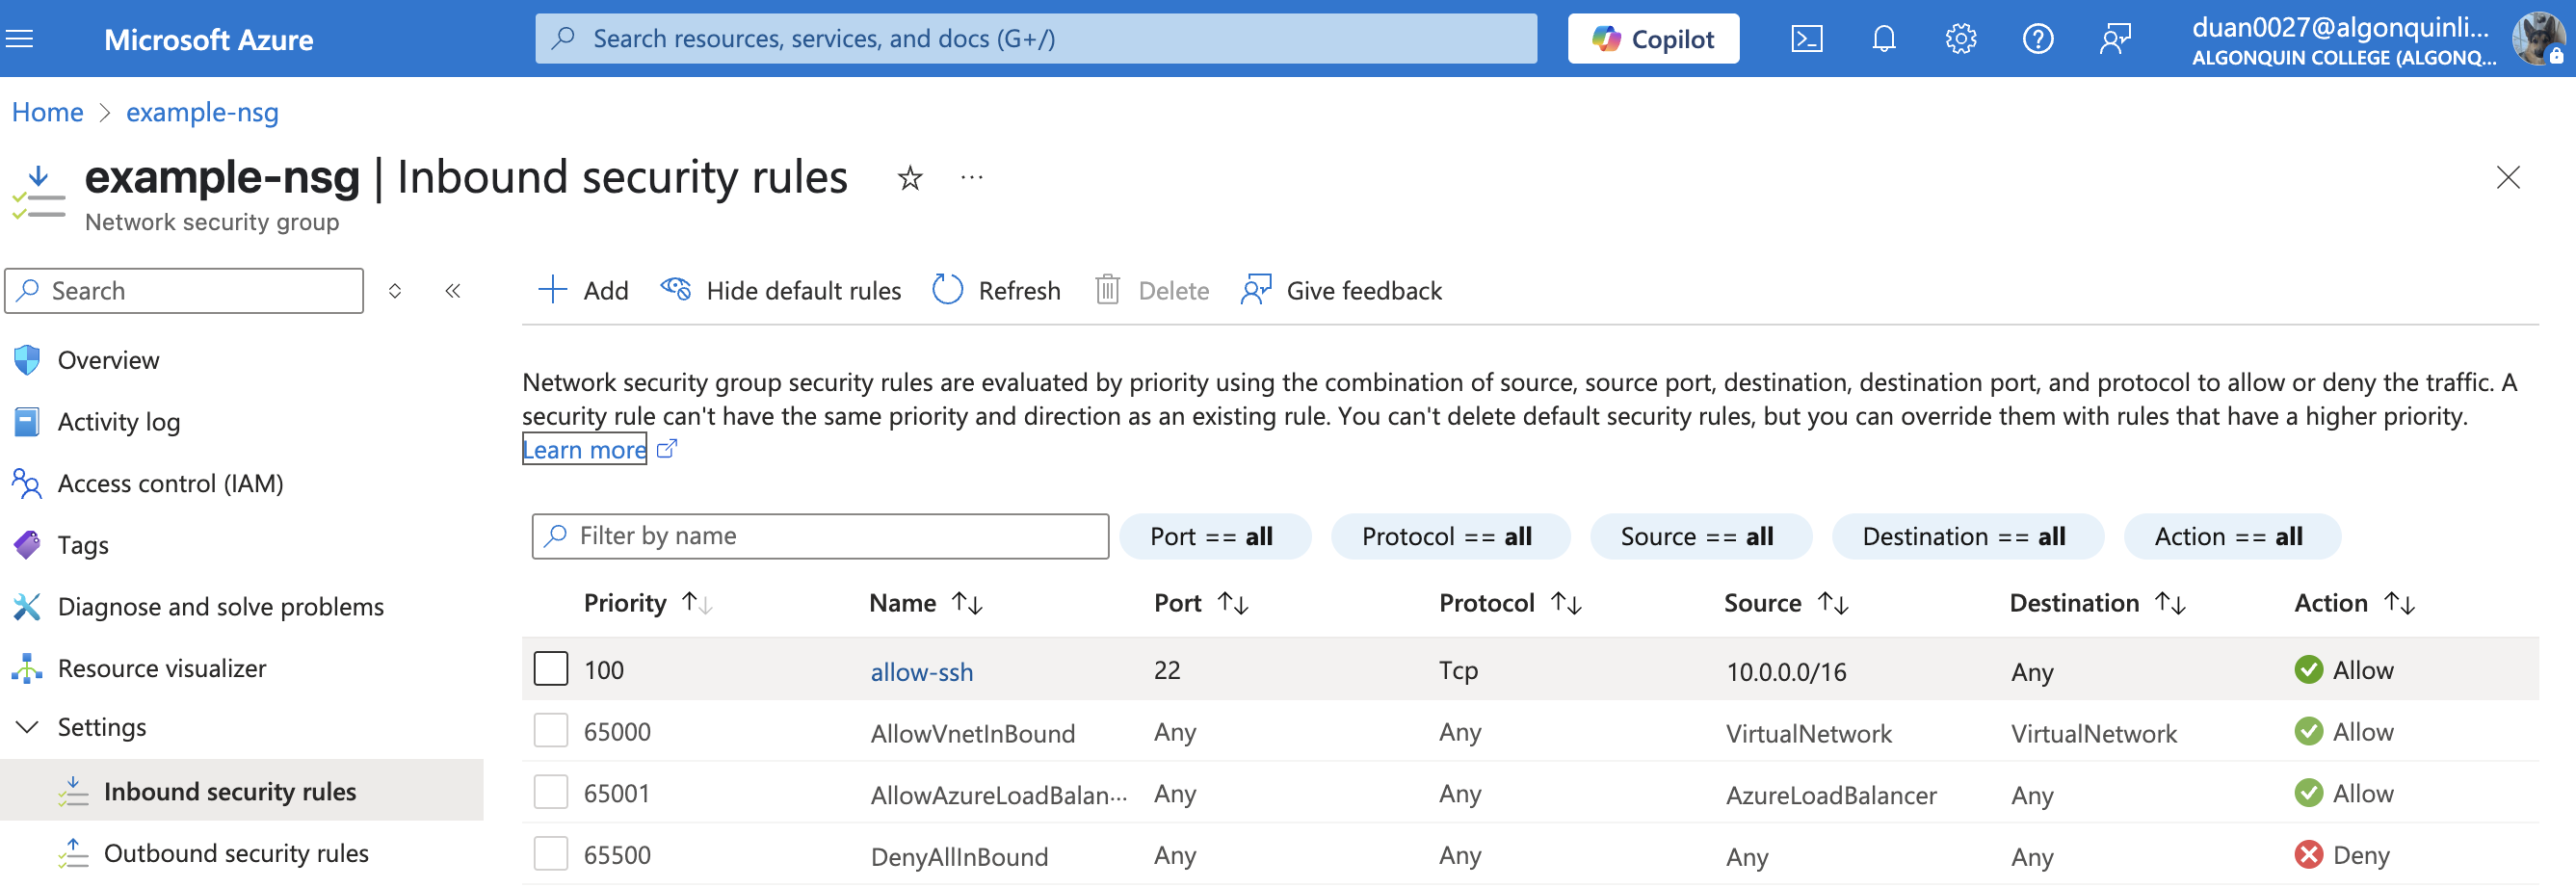 Microsoft Azure
Search resources, services, and docs (G+/)
Copilot
duan0027@algonquinli...
ALGONQUIN COLLEGE (ALGONQ...
Home > example-nsg
example-nsg | Inbound security rules
Network security group
Search
Overview
Activity log
Access control (IAM)
Tags
Diagnose and solve problems
Resource visualizer
Settings
Inbound security rules
Outbound security rules
Add Hide default rules Refresh Delete Give feedback
Network security group security rules are evaluated by priority using the combination of source, source port, destination, destination port, and protocol to allow or deny the traffic. A
security rule can't have the same priority and direction as an existing rule. You can't delete default security rules, but you can override them with rules that have a higher priority.
Learn more
Filter by name Port == all Protocol == all Source == all Destination == all Action == all
Priority Name Port Protocol Source Destination Action
100 allow-ssh 22 Tcp 10.0.0.0/16 Any Allow
65000 AllowVnetInBound Any Any VirtualNetwork VirtualNetwork Allow
65001 AllowAzureLoadBalan... Any Any AzureLoadBalancer Any Allow
65500 DenyAllInBound Any Any Any Any Deny